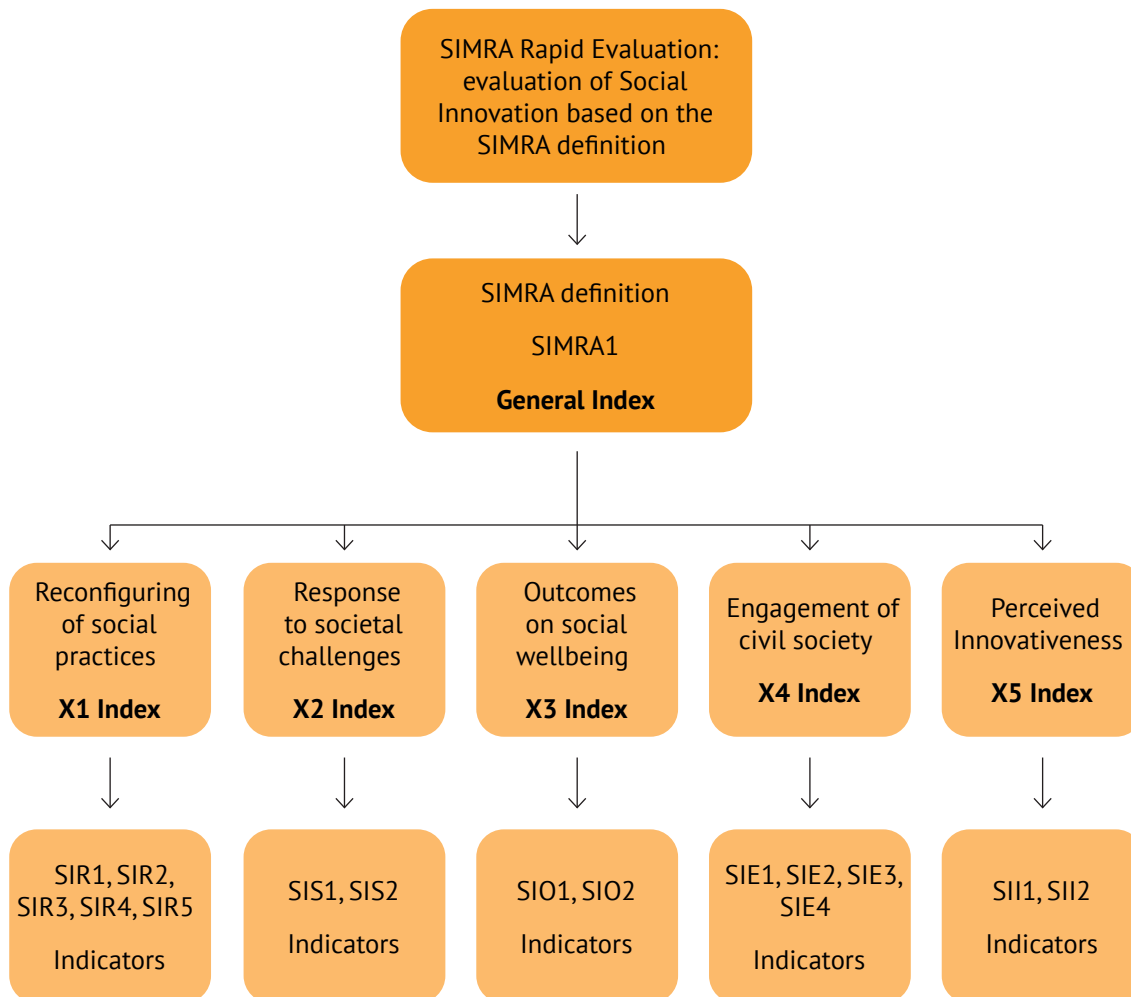 SIMRA Rapid Evaluation:
evaluation of Social
Innovation based on the
SIMRA definition
SIMRA definition
SIMRA1
General Index
Reconfiguring
of social
practices
X1 Index
Response
to societal
challenges
X2 Index
Outcomes
on social
wellbeing
X3 Index
Engagement of
civil society
X4 Index
Perceived
Innovativeness
X5 Index
SIR1, SIR2,
SIR3, SIR4, SIR5
Indicators
SIS1, SIS2
Indicators
SIO1, SIO2
Indicators
SIE1, SIE2, SIE3,
SIE4
Indicators
SII1, SII2
Indicators